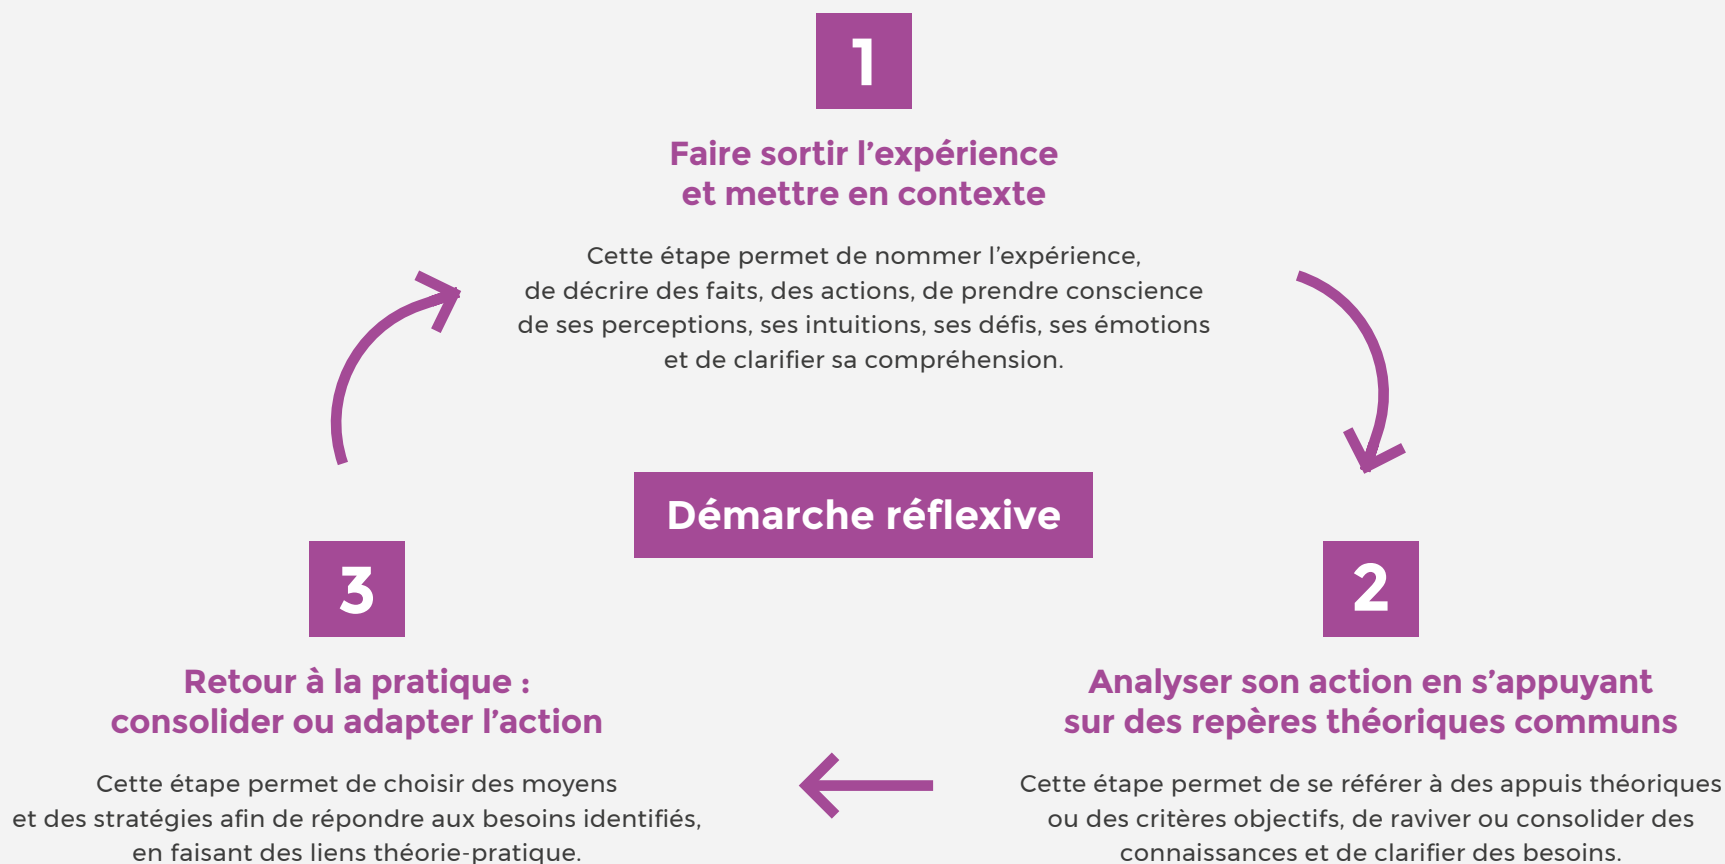 1
Faire sortir l’expérience
et mettre en contexte
Cette étape permet de nommer l’expérience,
de décrire des faits, des actions, de prendre conscience
de ses perceptions, ses intuitions, ses défis, ses émotions
et de clarifier sa compréhension.
Démarche réflexive
2
Analyser son action en s’appuyant
sur des repères théoriques communs
Cette étape permet de se référer à des appuis théoriques
ou des critères objectifs, de raviver ou consolider des
connaissances et de clarifier des besoins.
3
Retour à la pratique :
consolider ou adapter l’action
Cette étape permet de choisir des moyens
et des stratégies afin de répondre aux besoins identifiés,
en faisant des liens théorie-pratique.